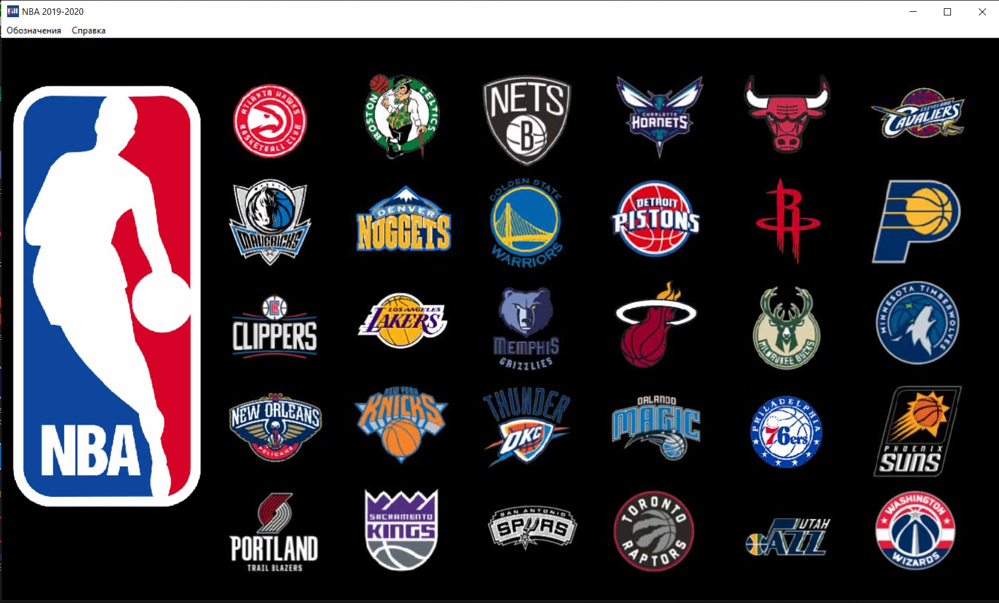 NBA 2019-2020
Обозначения Справка
NBA
ATLANTA HAWKS
BASKETBALL CLUB
BOSTON CELTICS
NETS
B
CHARLOTTE
HORNETS
CLEVELAND
CAVALIERS
MAVERICKS
DENVER
NUGGETS
GOLDEN STATE
WARRIORS
DETROIT
PISTONS
R
P
CLIPPERS
LOS ANGELES
LAKERS
MEMPHIS
GRIZZLIES
MILWAUKEE BUCKS
MINNESOTA TIMBERWOLVES
NEW ORLEANS
PELICANS
NEW YORK
KNICKS
THUNDER
OKC
ORLANDO
MAGIC
PHILADELPHIA
76ers
PHOENIX
SUNS
PORTLAND
TRAIL BLAZERS
SACRAMENTO
KINGS
SAN ANTONIO
SPURS
TORONTO
RAPTORS
UTAH
JAZZ
WASHINGTON
WIZARDS